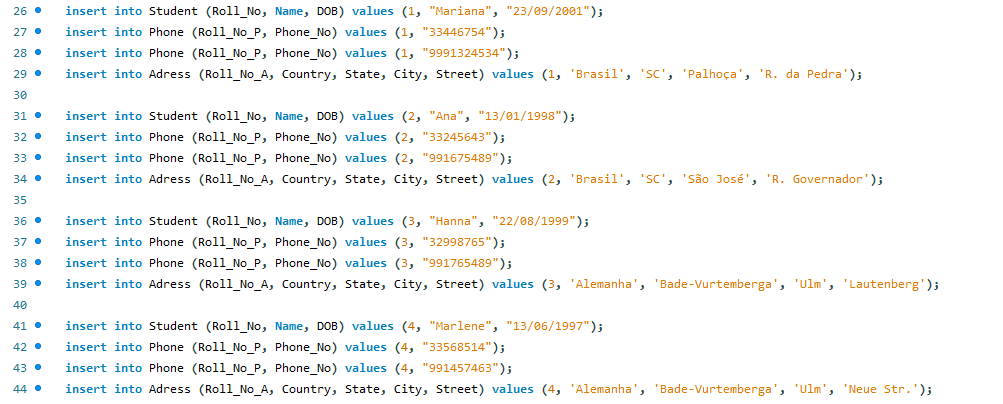 26 insert into Student (Roll_No, Name, DOB) values (1, "Mariana", "23/09/2001");
27 insert into Phone (Roll_No_P, Phone_No) values (1, "33446754");
28 insert into Phone (Roll_No_P, Phone_No) values (1, "9991324534");
29 insert into Adress (Roll_No_A, Country, State, City, Street) values (1, 'Brasil', 'SC', 'Palhoça', 'R. da Pedra');
30
31 insert into Student (Roll_No, Name, DOB) values (2, "Ana", "13/01/1998");
32 insert into Phone (Roll_No_P, Phone_No) values (2, "33245643");
33 insert into Phone (Roll_No_P, Phone_No) values (2, "991675489");
34 insert into Adress (Roll_No_A, Country, State, City, Street) values (2, 'Brasil', 'SC', 'São José', 'R. Governador');
35
36 insert into Student (Roll_No, Name, DOB) values (3, "Hanna", "22/08/1999");
37 insert into Phone (Roll_No_P, Phone_No) values (3, "32998765");
38 insert into Phone (Roll_No_P, Phone_No) values (3, "991765489");
39 insert into Adress (Roll_No_A, Country, State, City, Street) values (3, 'Alemanha', 'Bade-Vurtemberga', 'Ulm', 'Lautenberg');
40
41 insert into Student (Roll_No, Name, DOB) values (4, "Marlene", "13/06/1997");
42 insert into Phone (Roll_No_P, Phone_No) values (4, "33568514");
43 insert into Phone (Roll_No_P, Phone_No) values (4, "991457463");
44 insert into Adress (Roll_No_A, Country, State, City, Street) values (4, 'Alemanha', 'Bade-Vurtemberga', 'Ulm', 'Neue Str.');